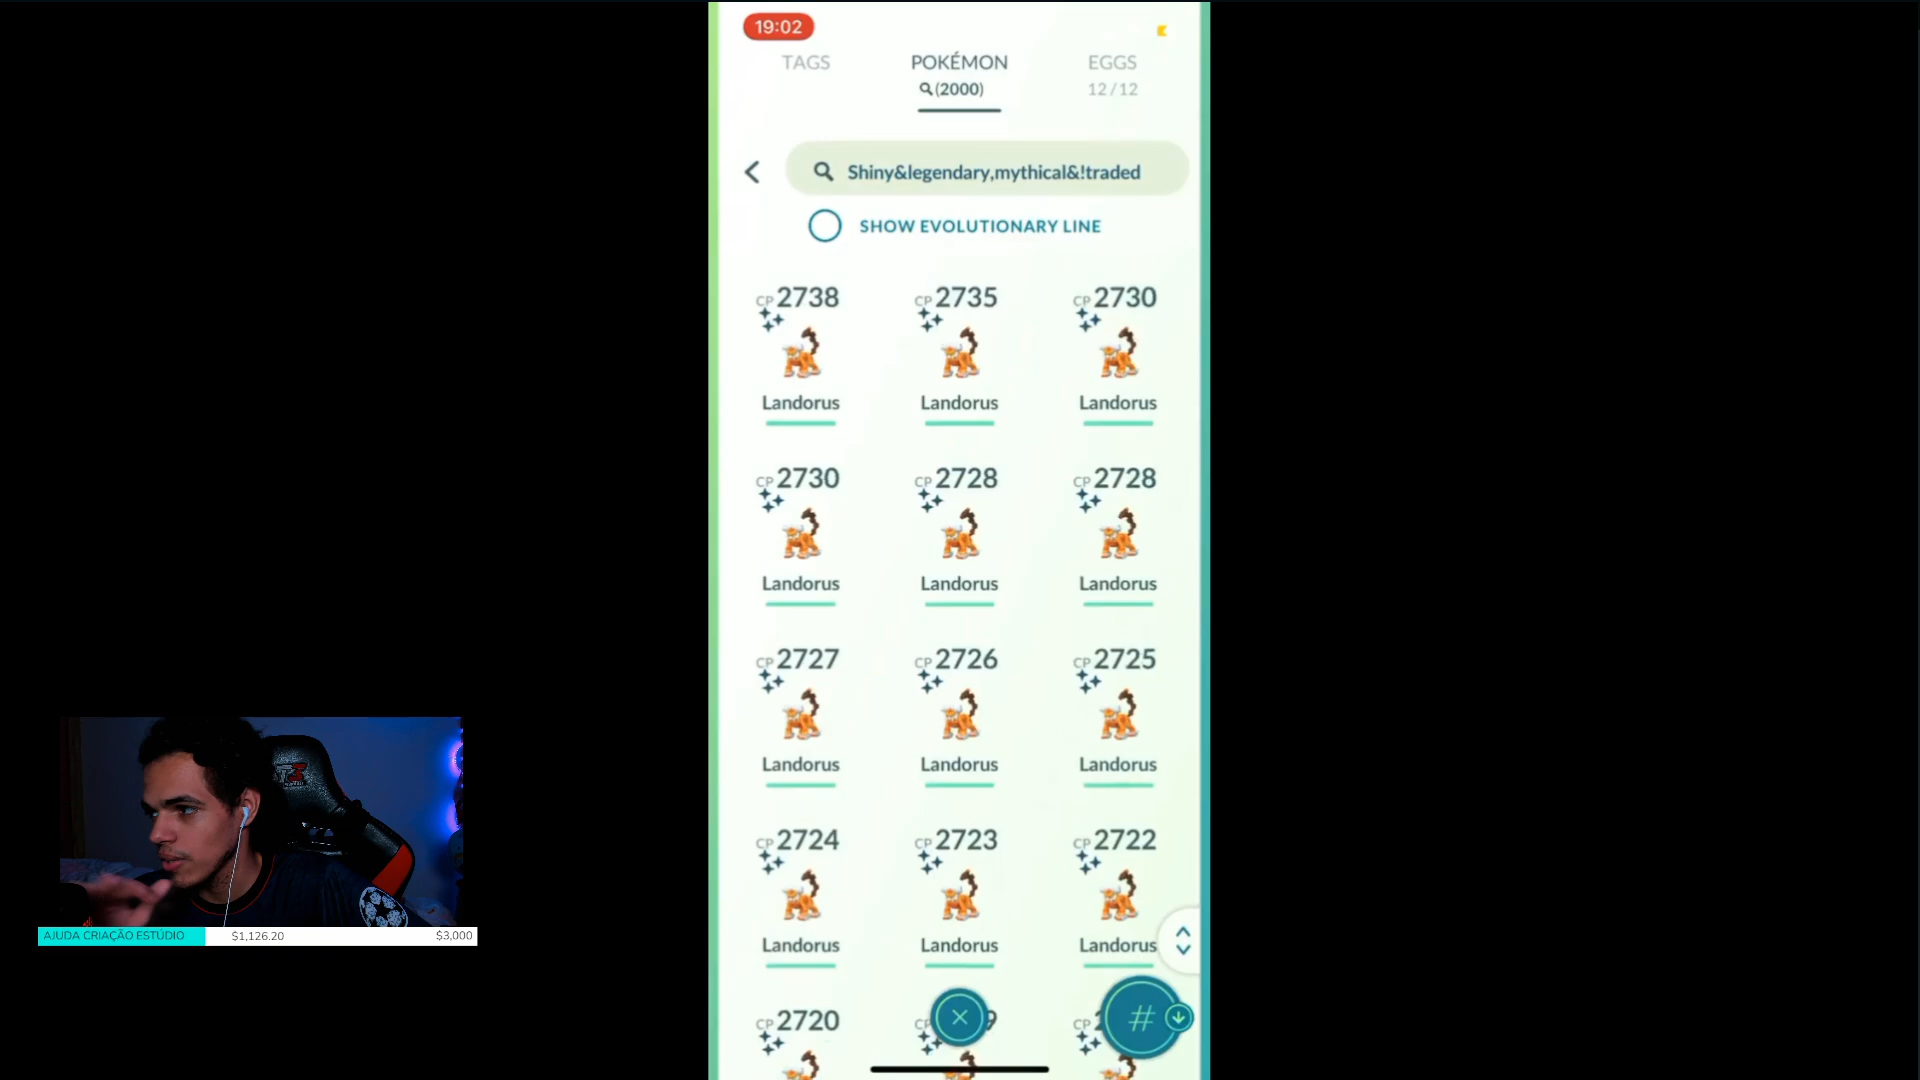 19:02
TAGS
POKÉMON
EGGS
(2000)
12 / 12
Shiny&legendary,mythical&!traded
SHOW EVOLUTIONARY LINE
CP 2738
CP 2735
CP 2730
Landorus
Landorus
Landorus
CP 2730
CP 2728
CP 2728
Landorus
Landorus
Landorus
CP 2727
CP 2726
CP 2725
Landorus
Landorus
Landorus
CP 2724
CP 2723
CP 2722
Landorus
Landorus
Landorus
CP 2720
CP
CP
#
AJUDA CRIAÇÃO ESTÚDIO
$1,126.20
$3,000